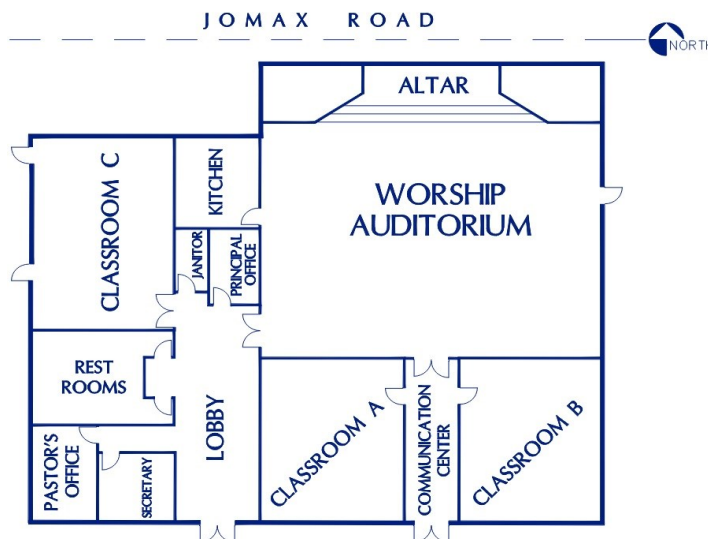 JOMAX ROAD
NORTH
ALTAR
CLASSROOM C
KITCHEN
WORSHIP
AUDITORIUM
JANITOR
PRINCIPAL
OFFICE
REST
ROOMS
LOBBY
CLASSROOM A
COMMUNICATION
CENTER
CLASSROOM B
PASTOR'S
OFFICE
SECRETARY